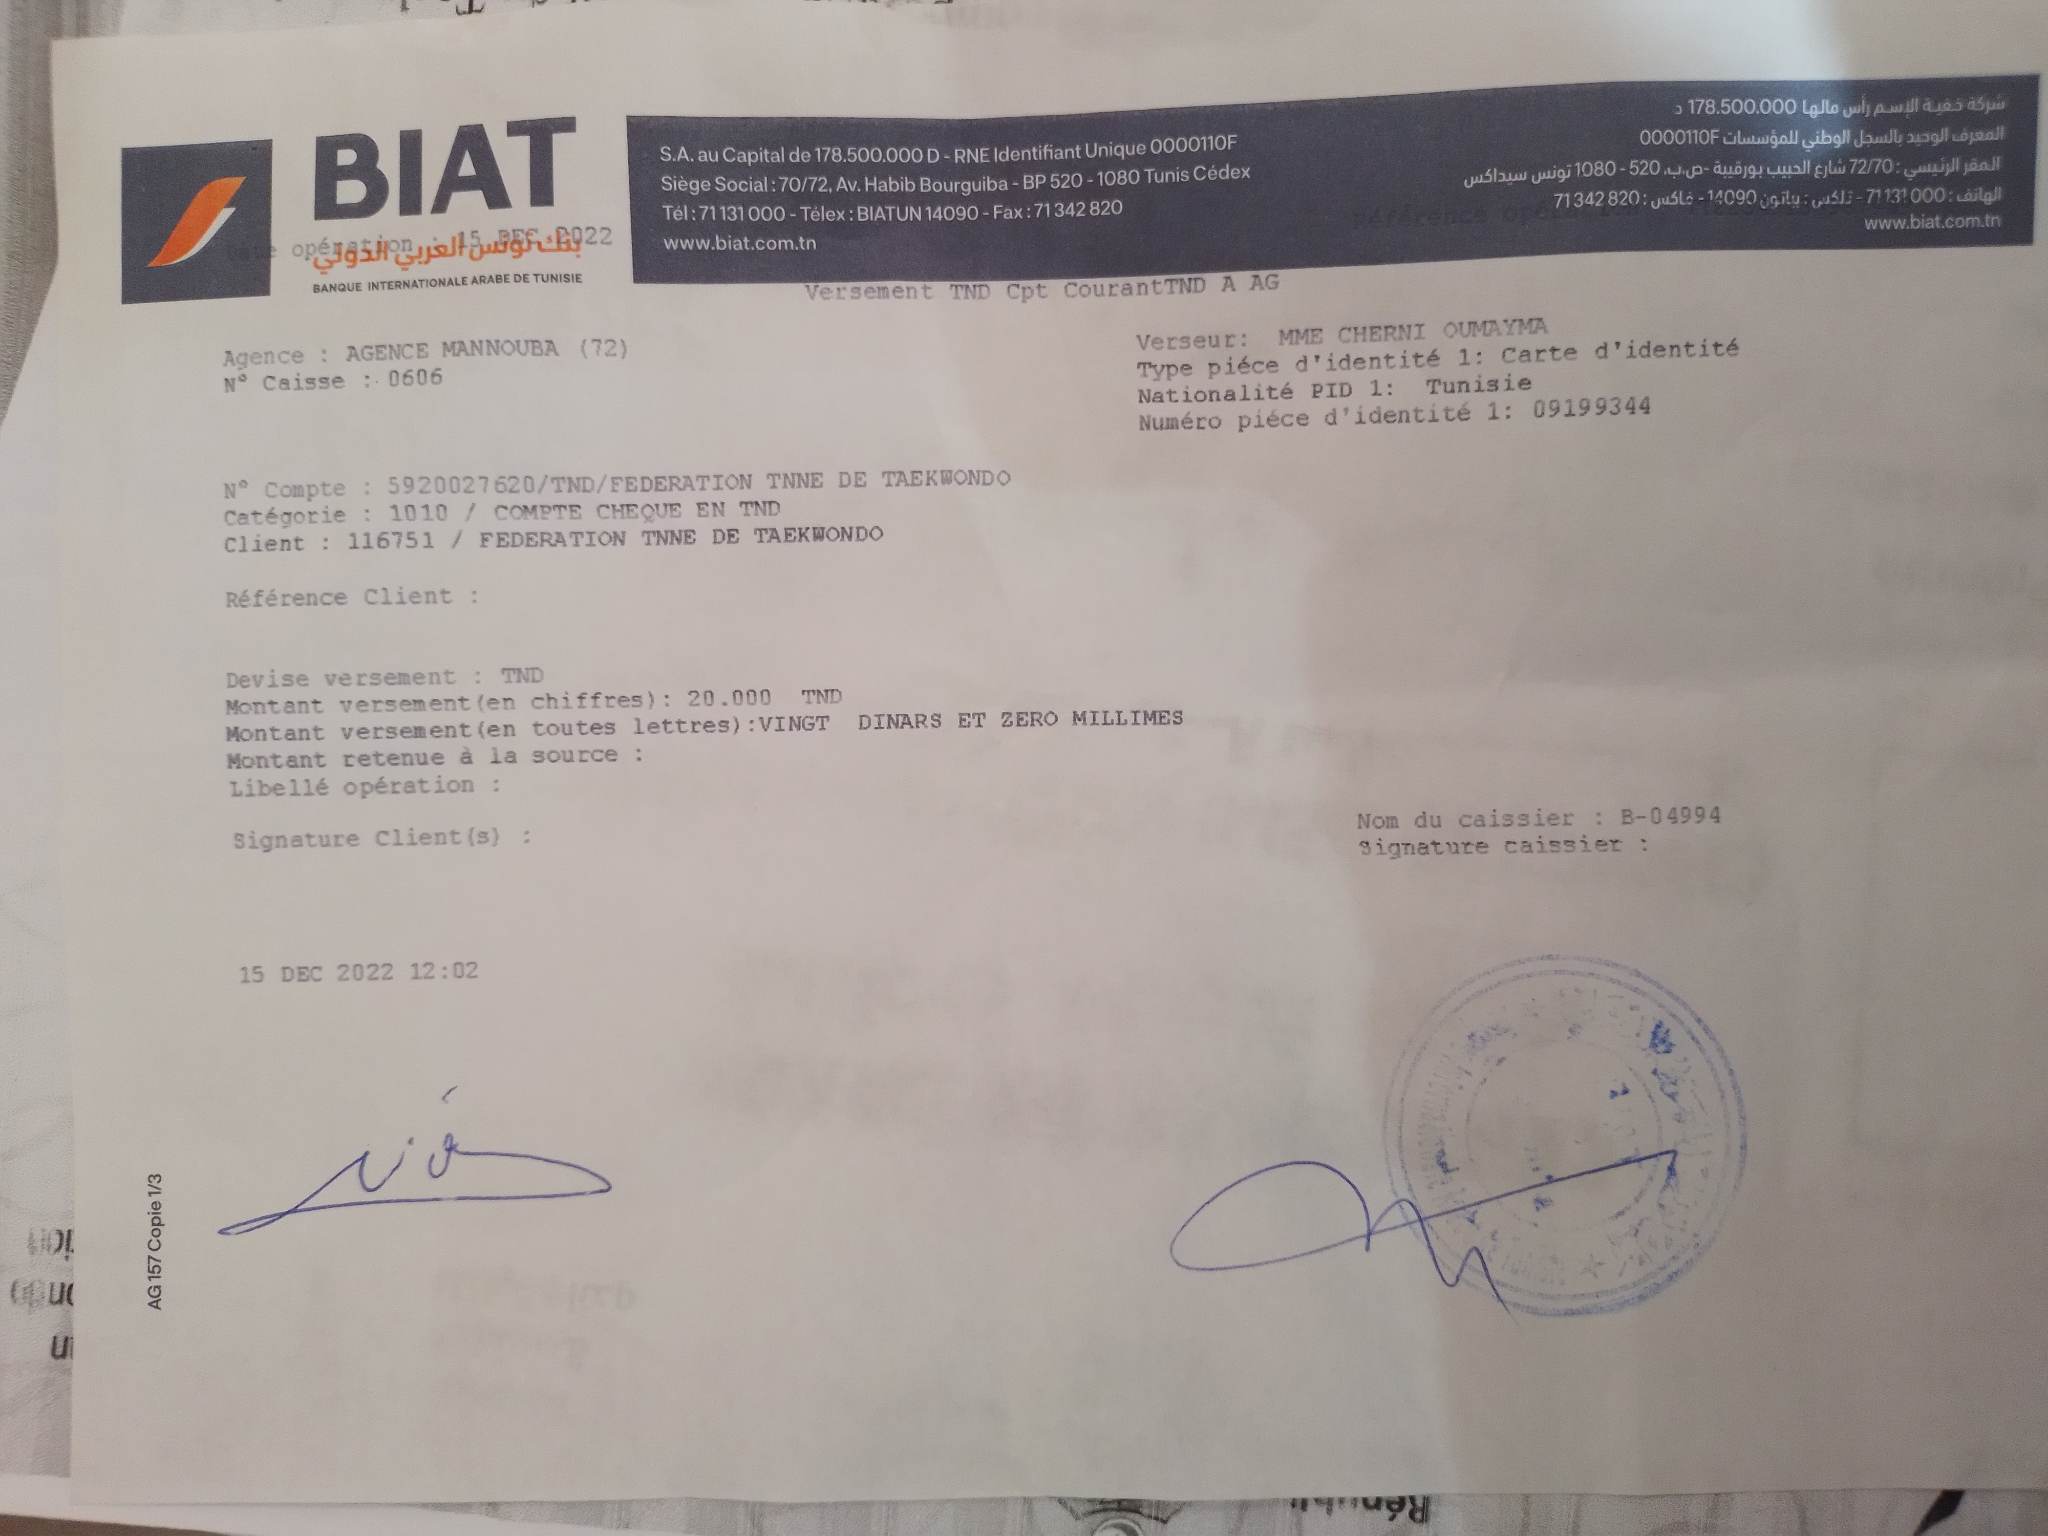 BIAT
بنك تونس العربي الدولي
BANQUE INTERNATIONALE ARABE DE TUNISIE
S.A. au Capital de 178.500.000 D - RNE Identifiant Unique 0000110F
Siège Social : 70/72, Av. Habib Bourguiba - BP 520 - 1080 Tunis Cédex
Tél : 71 131 000 - Télex : BIATUN 14090 - Fax : 71 342 820
www.biat.com.tn
شركة خفية الإسم رأس مالها 178.500.000 د
المعرف الوحيد بالسجل الوطني للمؤسسات 0000110F
المقر الرئيسي : 72/70 شارع الحبيب بورقيبة -ص.ب. 520 - 1080 تونس سيداكس
الهاتف : 71 131 000 - تلكس : بياتون 14090 - فاكس : 71 342 820
www.biat.com.tn
Date opération : 15 DEC 2022
Référence opération
Versement TND Cpt CourantTND A AG
Agence : AGENCE MANNOUBA (72)
N° Caisse : 0606
Verseur: MME CHERNI OUMAYMA
Type piéce d'identité 1: Carte d'identité
Nationalité PID 1: Tunisie
Numéro piéce d'identité 1: 09199344
N° Compte : 5920027620/TND/FEDERATION TNNE DE TAEKWONDO
Catégorie : 1010 / COMPTE CHEQUE EN TND
Client : 116751 / FEDERATION TNNE DE TAEKWONDO
Référence Client :
Devise versement : TND
Montant versement(en chiffres): 20.000 TND
Montant versement(en toutes lettres):VINGT DINARS ET ZERO MILLIMES
Montant retenue à la source :
Libellé opération :
Signature Client(s) :
Nom du caissier : B-04994
Signature caissier :
15 DEC 2022 12:02
AG157 Copie 1/3